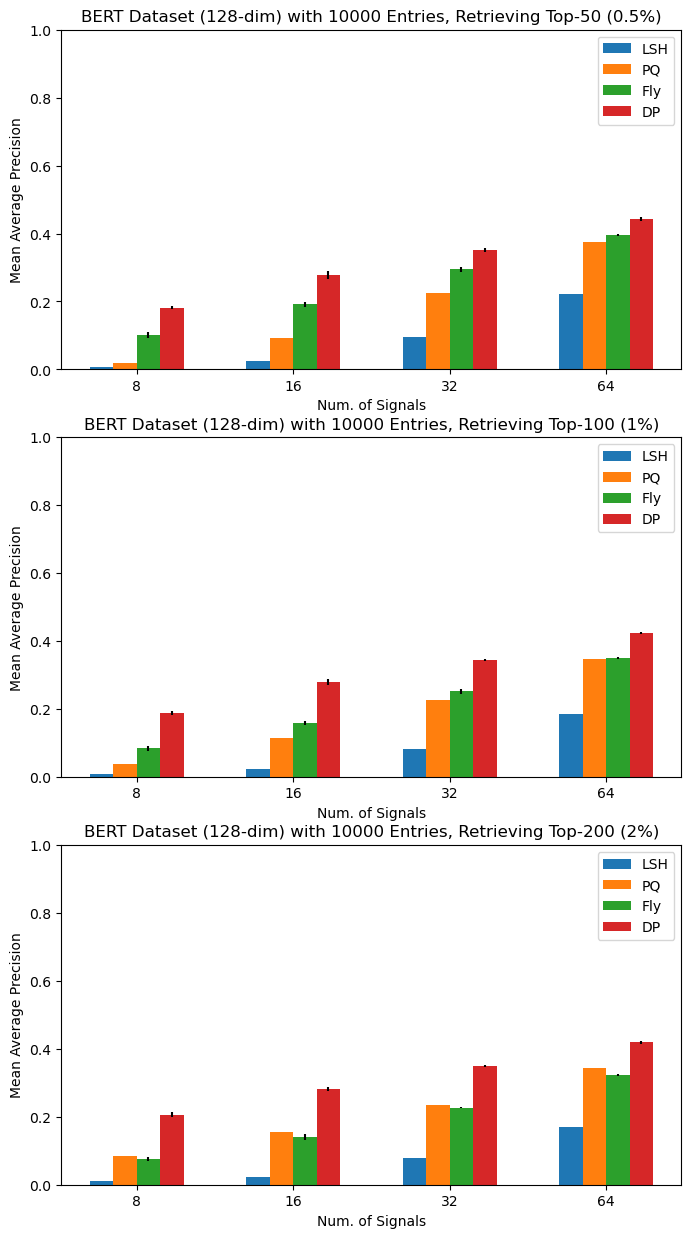 BERT Dataset (128-dim) with 10000 Entries, Retrieving Top-50 (0.5%)
1.0
0.8
0.6
0.4
0.2
0.0
Mean Average Precision
LSH
PQ
Fly
DP
8 16 32 64
Num. of Signals
BERT Dataset (128-dim) with 10000 Entries, Retrieving Top-100 (1%)
1.0
0.8
0.6
0.4
0.2
0.0
Mean Average Precision
LSH
PQ
Fly
DP
8 16 32 64
Num. of Signals
BERT Dataset (128-dim) with 10000 Entries, Retrieving Top-200 (2%)
1.0
0.8
0.6
0.4
0.2
0.0
Mean Average Precision
LSH
PQ
Fly
DP
8 16 32 64
Num. of Signals